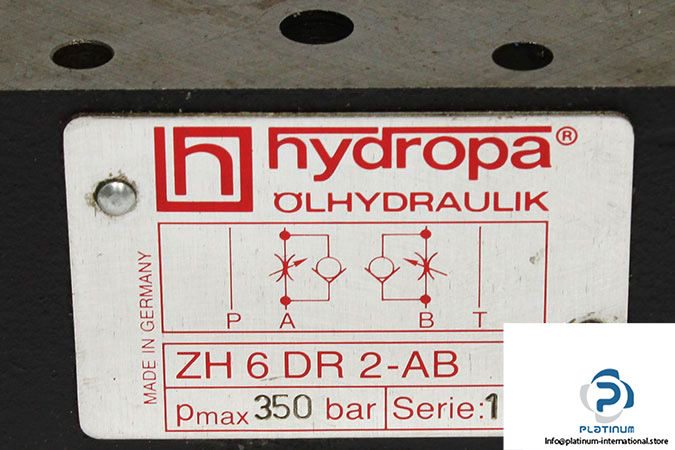 hydropa®
ÖLHYDRAULIK
MADE IN GERMANY
P A B T
ZH 6 DR 2-AB
pmax 350 bar Serie: 1
PLATINUM
info@platinum-international.store